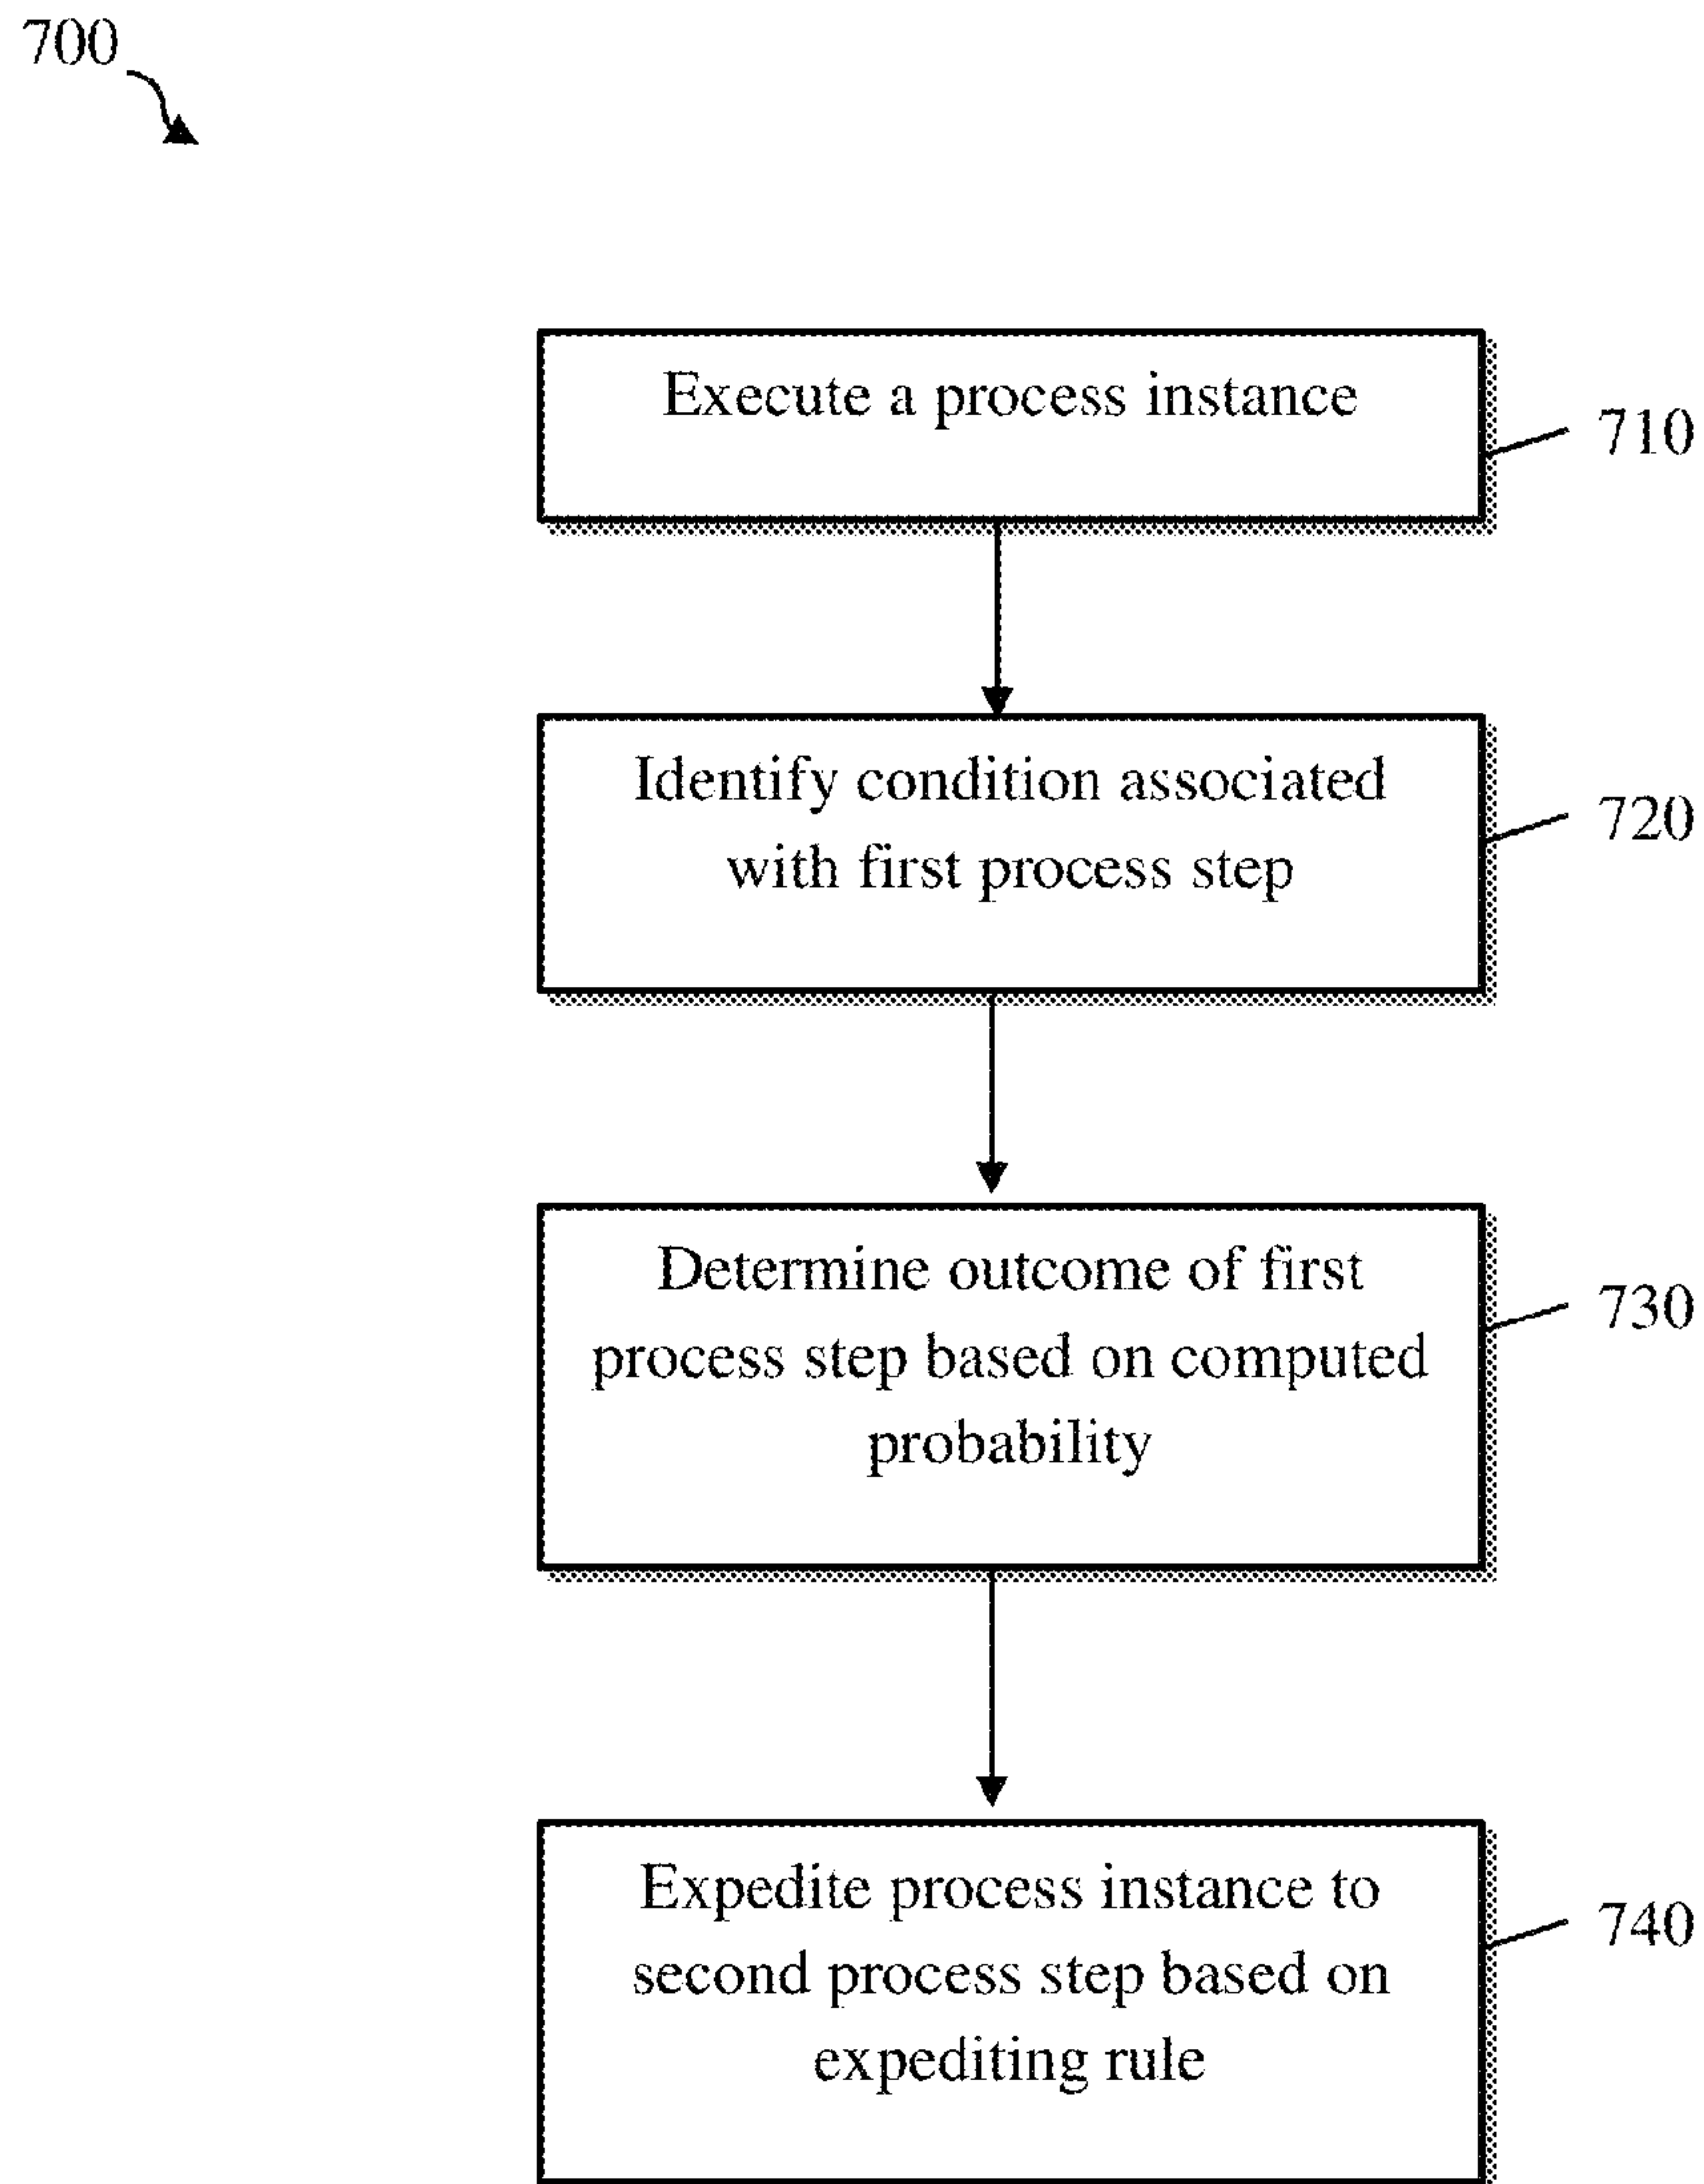 700
Execute a process instance
710
Identify condition associated
with first process step
720
Determine outcome of first
process step based on computed
probability
730
Expedite process instance to
second process step based on
expediting rule
740